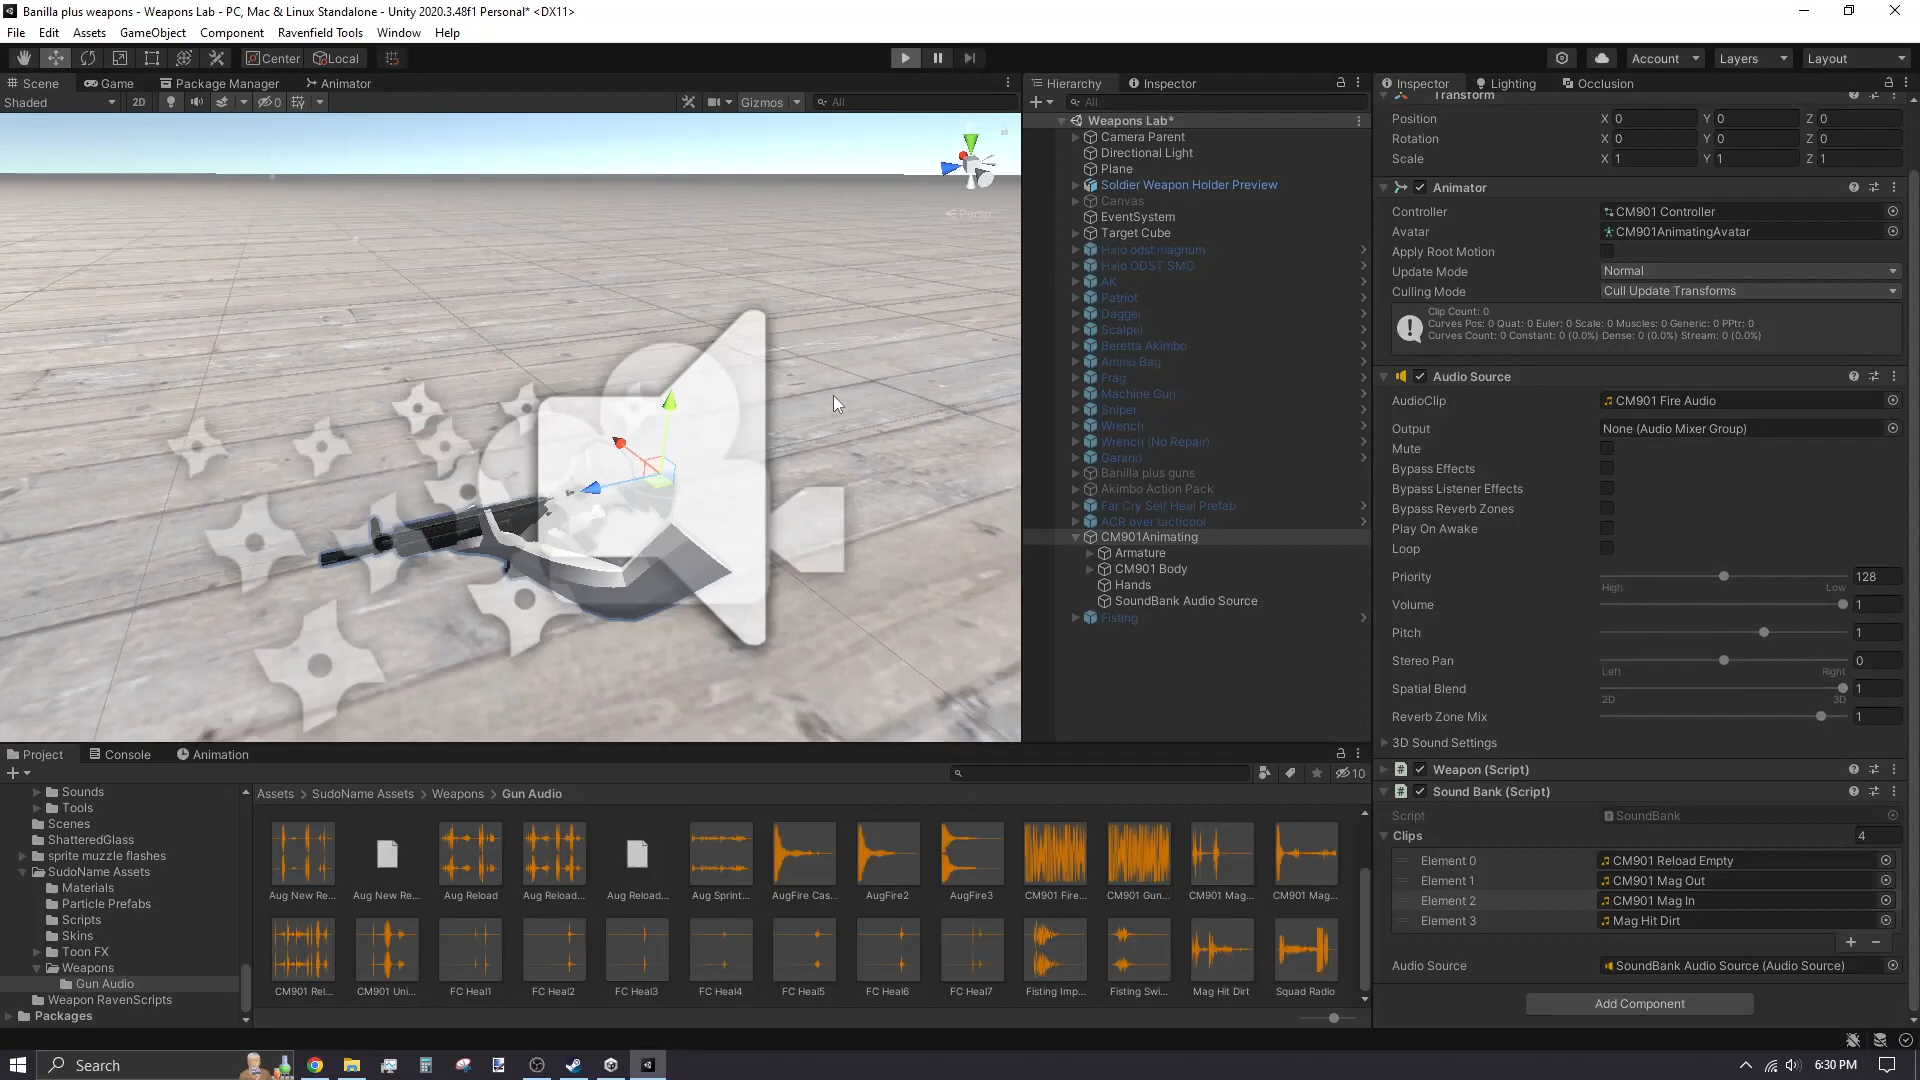 Banilla plus weapons - Weapons Lab - PC, Mac & Linux Standalone - Unity 2020.3.48f1 Personal* <DX11>
File Edit Assets GameObject Component Ravenfield Tools Window Help
Center Local Account Layers Layout
Scene Game Package Manager Animator
Shaded 2D 0 Gizmos All
Persp
Hierarchy Inspector
All
Weapons Lab*
Camera Parent
Directional Light
Plane
Soldier Weapon Holder Preview
Canvas
EventSystem
Target Cube
Halo odst magnum
Halo ODST SMG
AK
Patriot
Dagger
Scalpel
Beretta Akimbo
Ammo Bag
Frag
Machine Gun
Sniper
Wrench
Wrench (No Repair)
Garand
Banilla plus guns
Akimbo Action Pack
Far Cry Self Heal Prefab
ACR over tacticool
CM901Animating
Armature
CM901 Body
Hands
SoundBank Audio Source
Fisting
Inspector Lighting Occlusion
Transform
Position X 0 Y 0 Z 0
Rotation X 0 Y 0 Z 0
Scale X 1 Y 1 Z 1
Animator
Controller CM901 Controller
Avatar CM901AnimatingAvatar
Apply Root Motion
Update Mode Normal
Culling Mode Cull Update Transforms
Clip Count: 0
Curves Pos: 0 Quat: 0 Euler: 0 Scale: 0 Muscles: 0 Generic: 0 PPtr: 0
Curves Count: 0 Constant: 0 (0.0%) Dense: 0 (0.0%) Stream: 0 (0.0%)
Audio Source
AudioClip CM901 Fire Audio
Output None (Audio Mixer Group)
Mute
Bypass Effects
Bypass Listener Effects
Bypass Reverb Zones
Play On Awake
Loop
Priority 128
High Low
Volume 1
Pitch 1
Stereo Pan 0
Left Right
Spatial Blend 1
2D 3D
Reverb Zone Mix 1
3D Sound Settings
Weapon (Script)
Sound Bank (Script)
Script SoundBank
Clips 4
Element 0 CM901 Reload Empty
Element 1 CM901 Mag Out
Element 2 CM901 Mag In
Element 3 Mag Hit Dirt
Audio Source SoundBank Audio Source (Audio Source)
Add Component
Project Console Animation
10
Sounds
Tools
Scenes
ShatteredGlass
sprite muzzle flashes
SudoName Assets
Materials
Particle Prefabs
Scripts
Skins
Toon FX
Weapons
Gun Audio
Weapon RavenScripts
Packages
Assets > SudoName Assets > Weapons > Gun Audio
Aug New Re... Aug New Re... Aug Reload Aug Reload... Aug Reload... Aug Sprint... AugFire Cas... AugFire2 AugFire3 CM901 Fire... CM901 Gun... CM901 Mag... CM901 Mag...
CM901 Rel... CM901 Uni... FC Heal1 FC Heal2 FC Heal3 FC Heal4 FC Heal5 FC Heal6 FC Heal7 Fisting Imp... Fisting Swi... Mag Hit Dirt Squad Radio
Search
6:30 PM